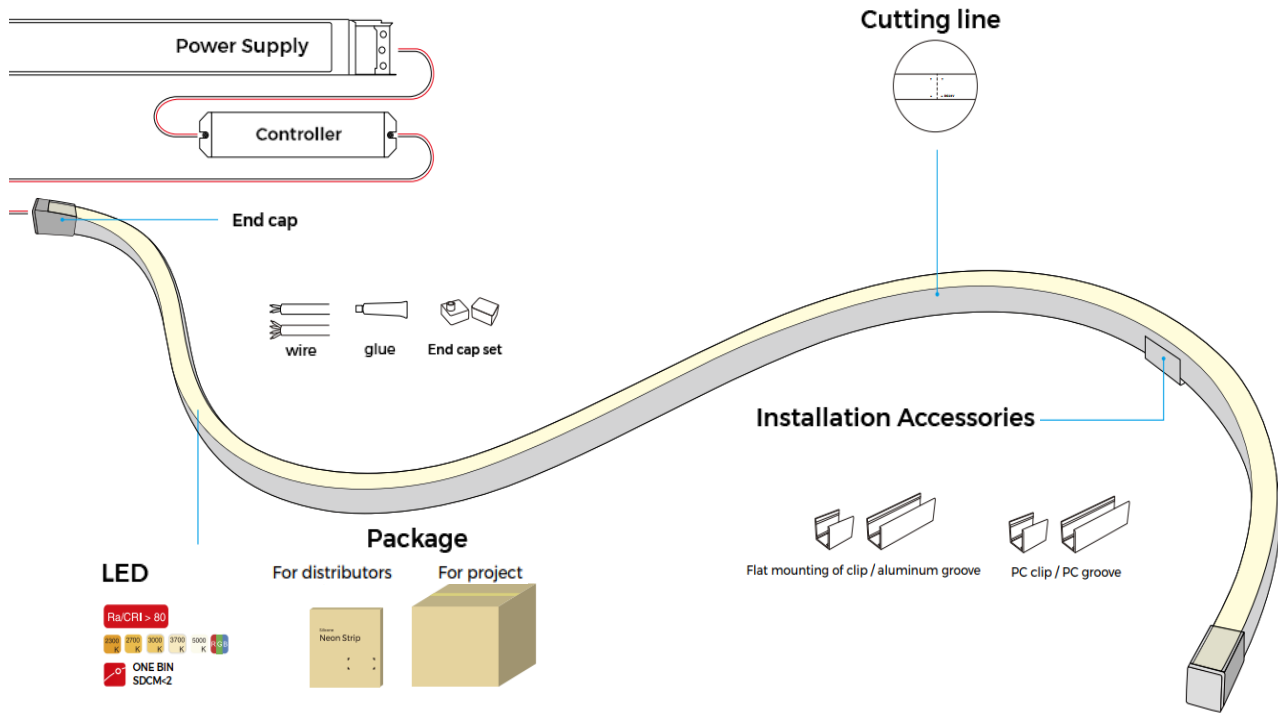 Power Supply
Controller
End cap
Cutting line
wire
glue
End cap set
Installation Accessories
Flat mounting of clip / aluminum groove
PC clip / PC groove
LED
Ra/CRI > 80
2300 K
2700 K
3000 K
3700 K
5000 K
RGB
ONE BIN
SDCM<2
Package
For distributors
For project
Silicone
Neon Strip